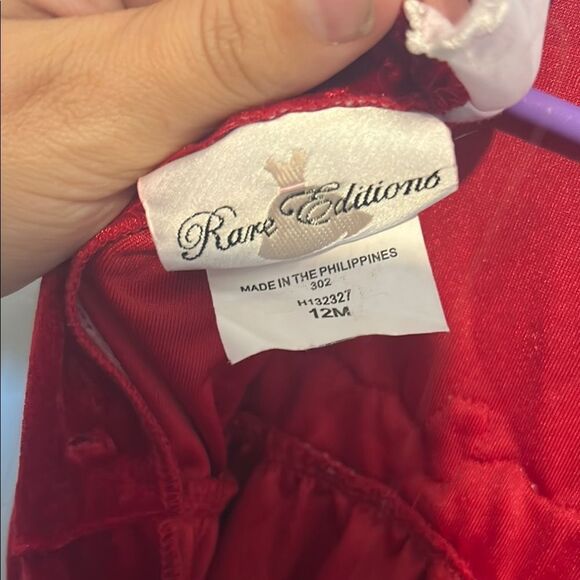 Rare Editions
MADE IN THE PHILIPPINES
302
H132327
12M